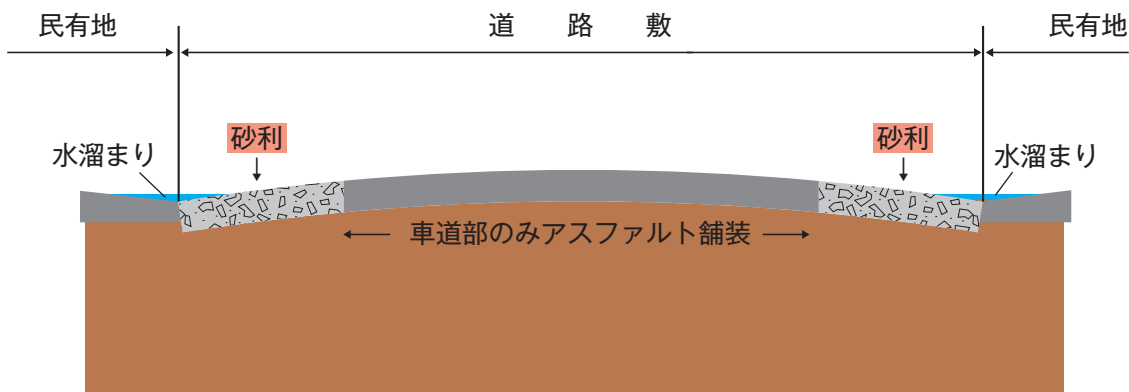 民有地
道路敷
民有地
砂利
砂利
水溜まり
水溜まり
車道部のみアスファルト舗装